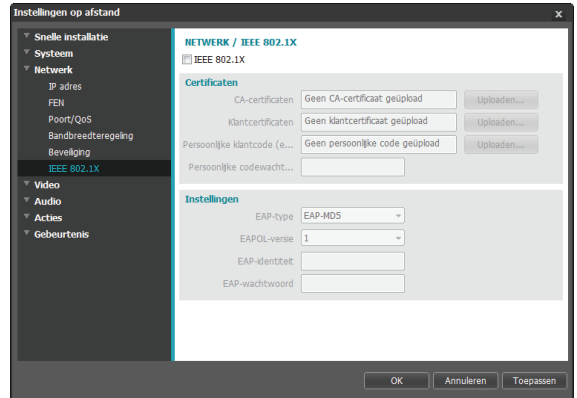 Instellingen op afstand
x
Snelle installatie
Systeem
Netwerk
IP adres
FEN
Poort/QoS
Bandbreedteregeling
Beveiliging
IEEE 802.1X
Video
Audio
Acties
Gebeurtenis
NETWERK / IEEE 802.1X
IEEE 802.1X
Certificaten
CA-certificaten Geen CA-certificaat geüpload Uploaden...
Klantcertificaten Geen klantcertificaat geüpload Uploaden...
Persoonlijke klantcode (e... Geen persoonlijke code geüpload Uploaden...
Persoonlijke codewacht...
Instellingen
EAP-type EAP-MD5
EAPOL-versie 1
EAP-identiteit
EAP-wachtwoord
OK Annuleren Toepassen